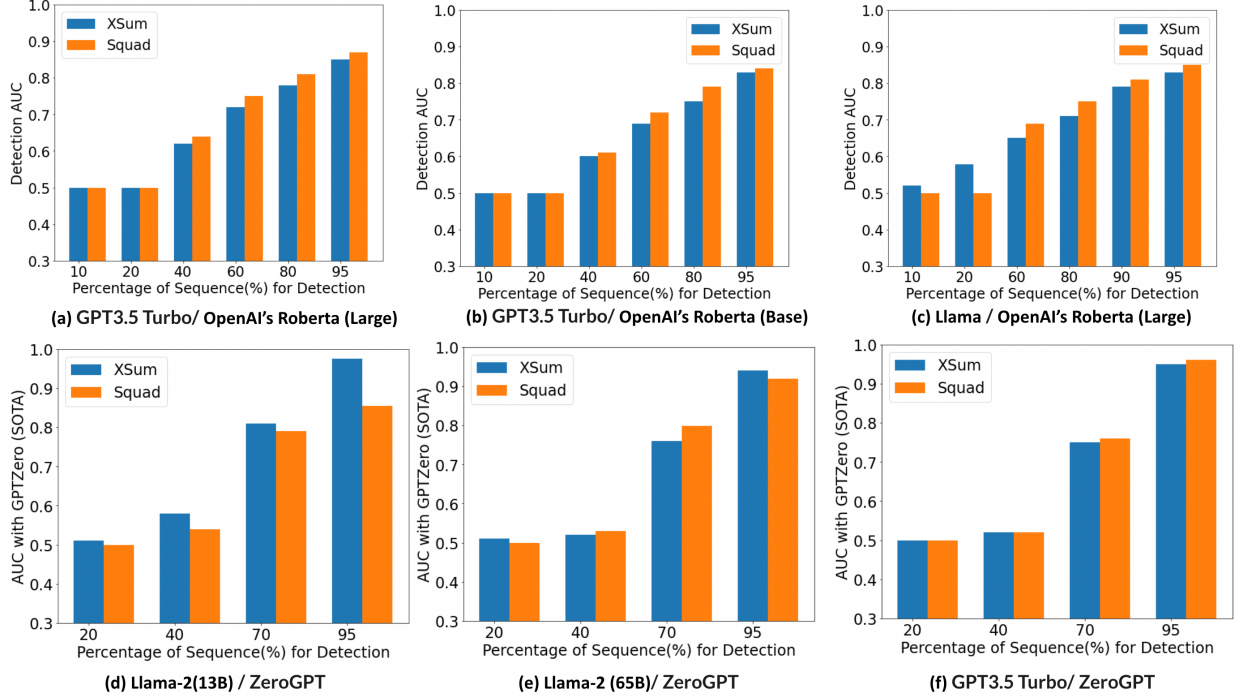 1.0
0.9
0.8
0.7
0.6
0.5
0.4
0.3
Detection AUC
XSum
Squad
10 20 40 60 80 95
Percentage of Sequence(%) for Detection
(a) GPT3.5 Turbo/ OpenAI’s Roberta (Large)
1.0
0.9
0.8
0.7
0.6
0.5
0.4
0.3
Detection AUC
XSum
Squad
10 20 40 60 80 95
Percentage of Sequence(%) for Detection
(b) GPT3.5 Turbo/ OpenAI’s Roberta (Base)
1.0
0.9
0.8
0.7
0.6
0.5
0.4
0.3
Detection AUC
XSum
Squad
10 20 60 80 90 95
Percentage of Sequence(%) for Detection
(c) Llama / OpenAI’s Roberta (Large)
1.0
0.9
0.8
0.7
0.6
0.5
0.4
0.3
AUC with GPTZero (SOTA)
XSum
Squad
20 40 70 95
Percentage of Sequence(%) for Detection
(d) Llama-2(13B) / ZeroGPT
1.0
0.9
0.8
0.7
0.6
0.5
0.4
0.3
AUC with GPTZero (SOTA)
XSum
Squad
20 40 70 95
Percentage of Sequence(%) for Detection
(e) Llama-2 (65B)/ ZeroGPT
1.0
0.9
0.8
0.7
0.6
0.5
0.4
0.3
AUC with GPTZero (SOTA)
XSum
Squad
20 40 70 95
Percentage of Sequence(%) for Detection
(f) GPT3.5 Turbo/ ZeroGPT